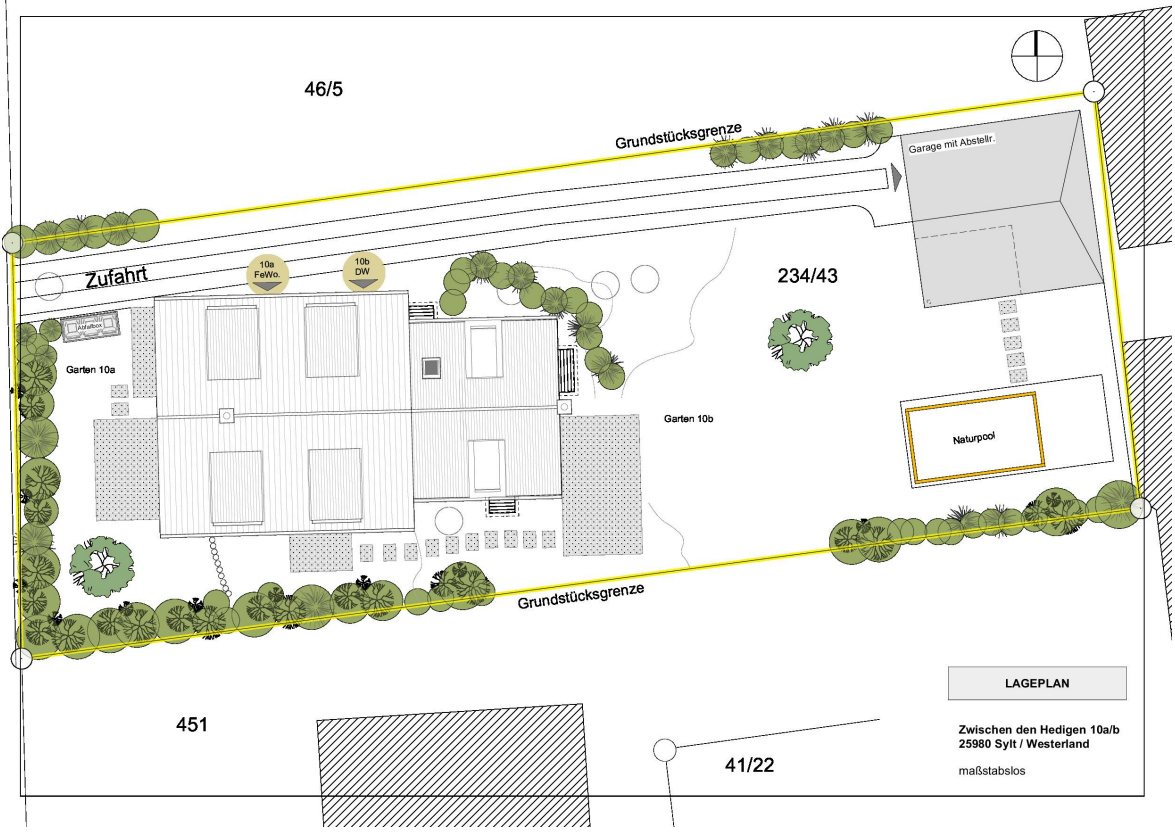 46/5
Grundstücksgrenze
Garage mit Abstellr.
Zufahrt
10a
FeWo.
10b
DW
234/43
Abfallbox
Garten 10a
Garten 10b
Naturpool
Grundstücksgrenze
LAGEPLAN
451
Zwischen den Hedigen 10a/b
25980 Sylt / Westerland
41/22
maßstabslos